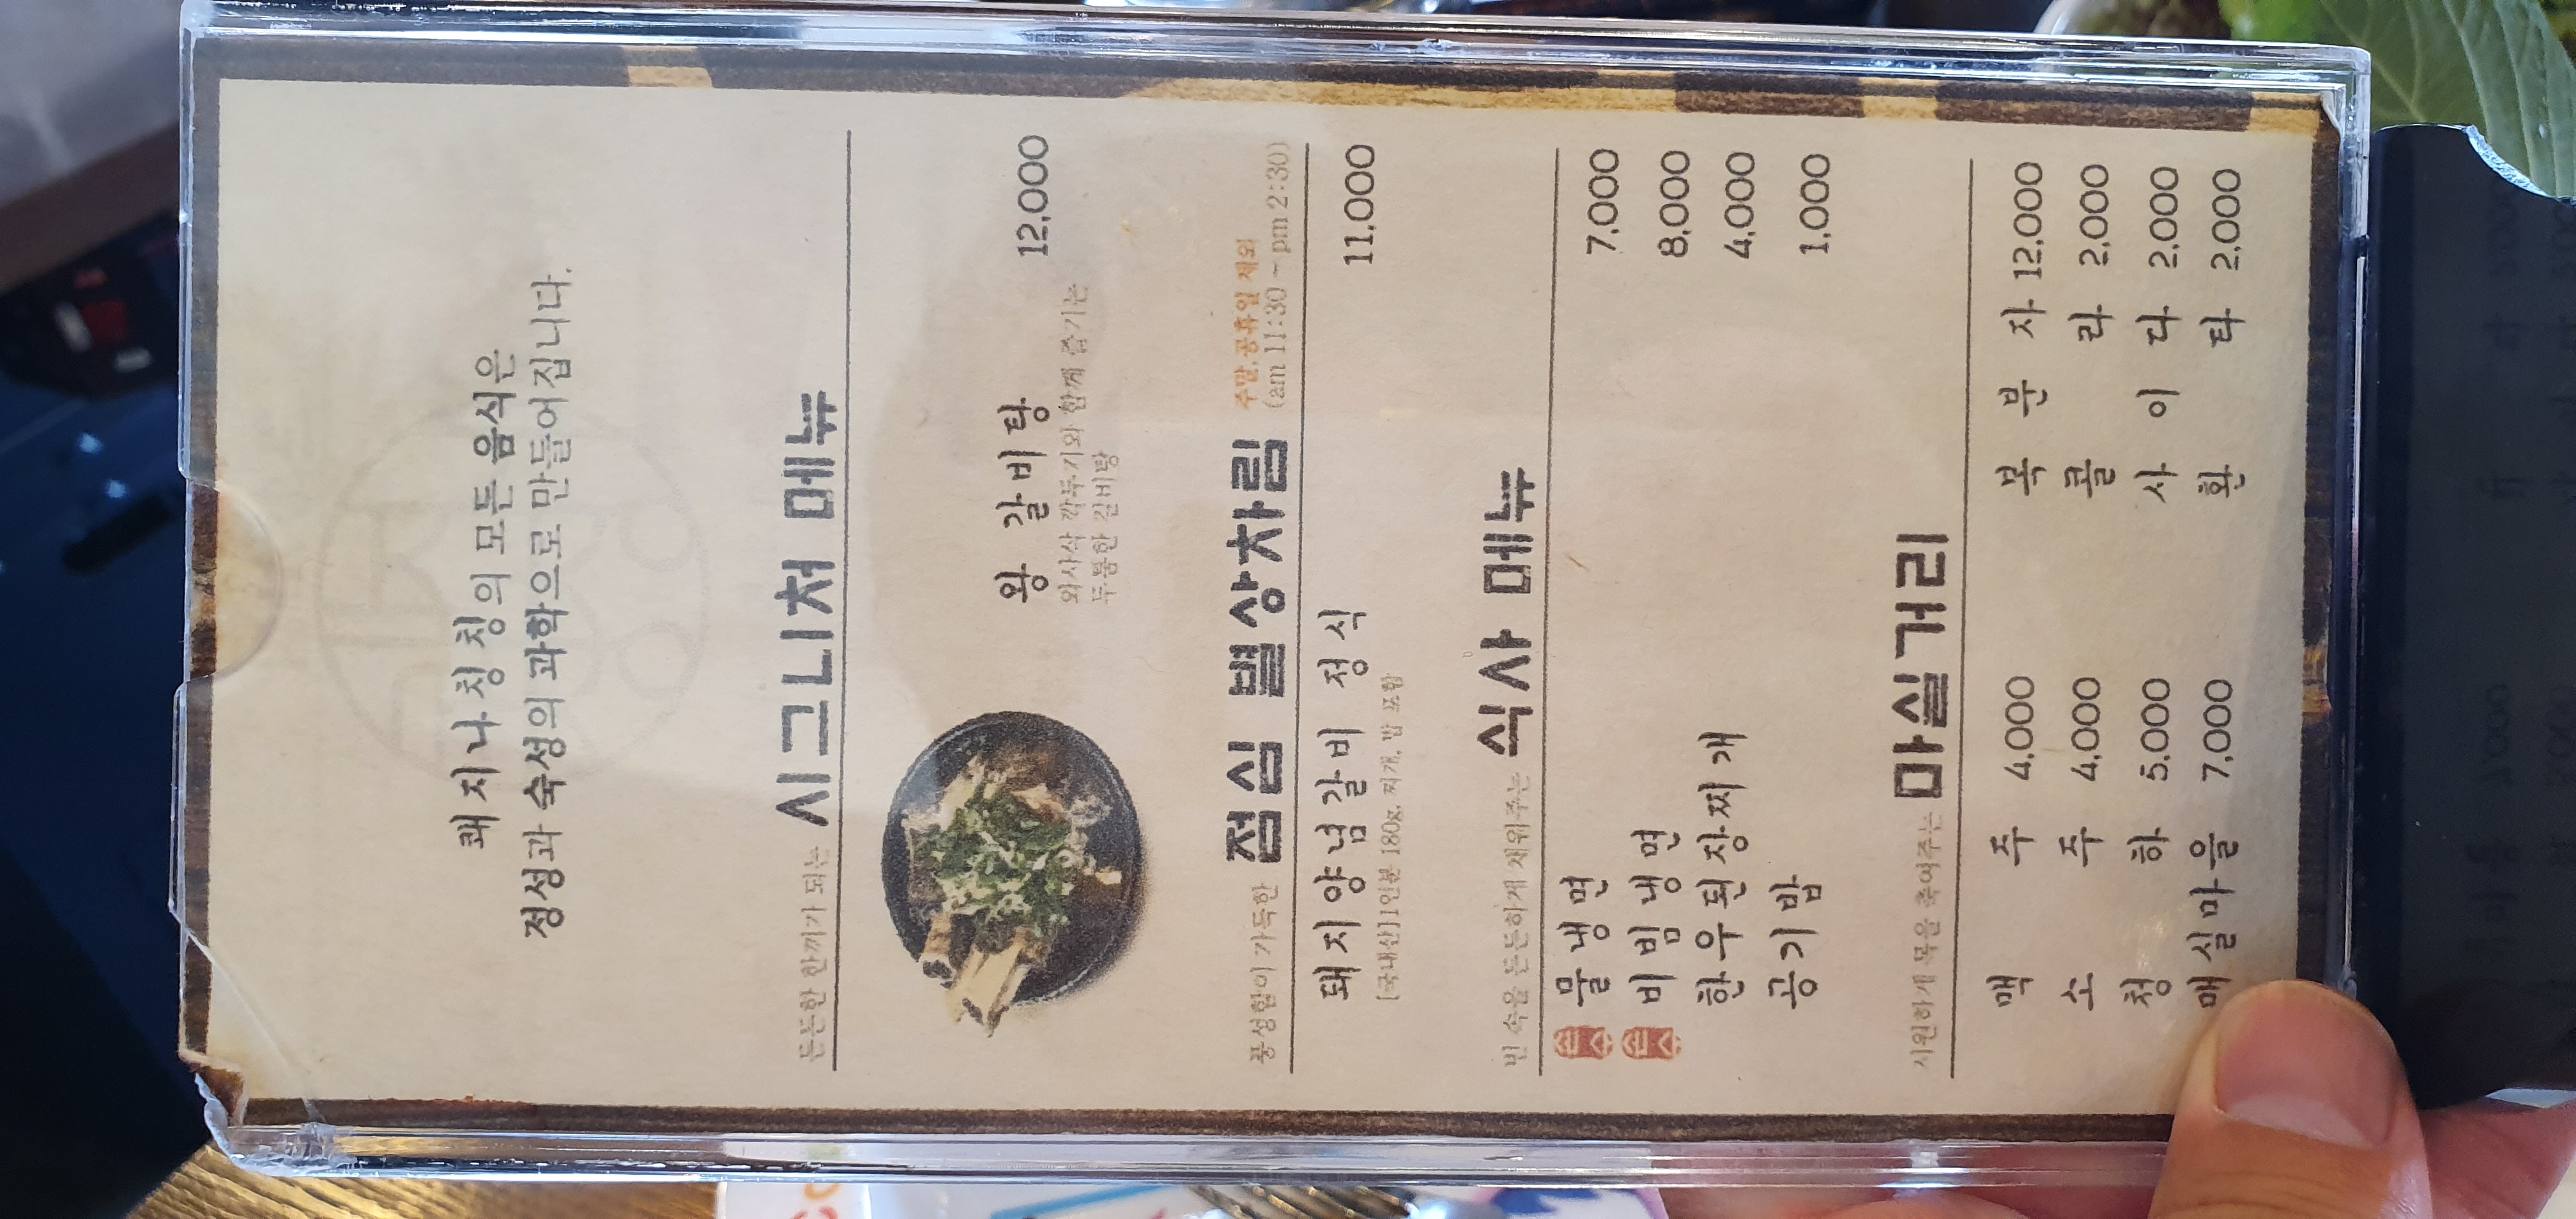 쾌지나칭칭의 모든 음식은
정성과 숙성의 과학으로 만들어집니다.
든든한 한끼가 되는 시그니처 메뉴
왕 갈비탕 12,000
와사삭 깍두기와 함께 즐기는
두툼한 갈비탕
풍성함이 가득한 점심 별상차림 주말,공휴일 제외
(am 11:30 ~ pm 2:30)
돼지양념갈비 정식 11,000
[국내산] 1인분 180g, 찌개, 밥 포함
빈 속을 든든하게 채워주는 식사 메뉴
물냉면 7,000
비빔냉면 8,000
한우된장찌개 4,000
공기밥 1,000
시원하게 목을 축여주는 마실거리
맥주 4,000 복분자 12,000
소주 4,000 콜라 2,000
청하 5,000 사이다 2,000
매실마을 7,000 환타 2,000